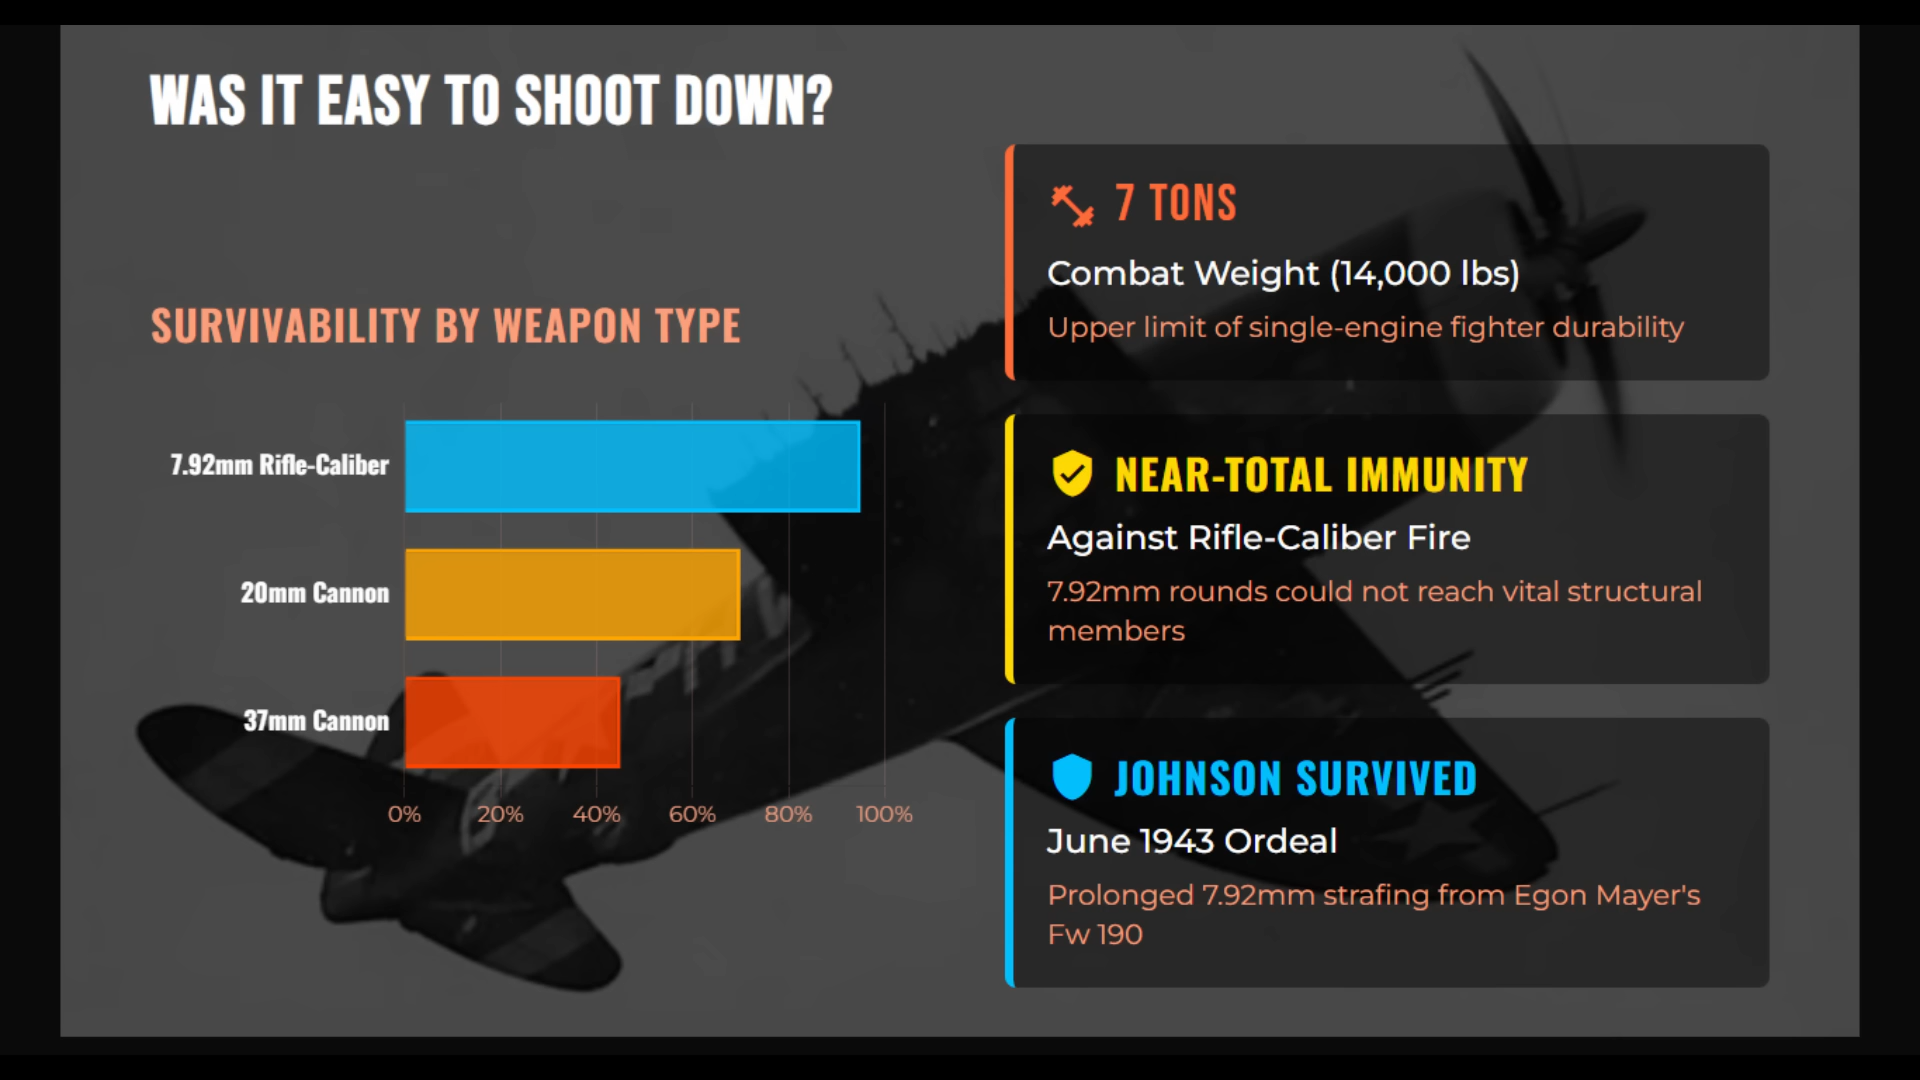 WAS IT EASY TO SHOOT DOWN?
SURVIVABILITY BY WEAPON TYPE
7.92mm Rifle-Caliber
20mm Cannon
37mm Cannon
0% 20% 40% 60% 80% 100%
7 TONS
Combat Weight (14,000 lbs)
Upper limit of single-engine fighter durability
NEAR-TOTAL IMMUNITY
Against Rifle-Caliber Fire
7.92mm rounds could not reach vital structural
members
JOHNSON SURVIVED
June 1943 Ordeal
Prolonged 7.92mm strafing from Egon Mayer's
Fw 190